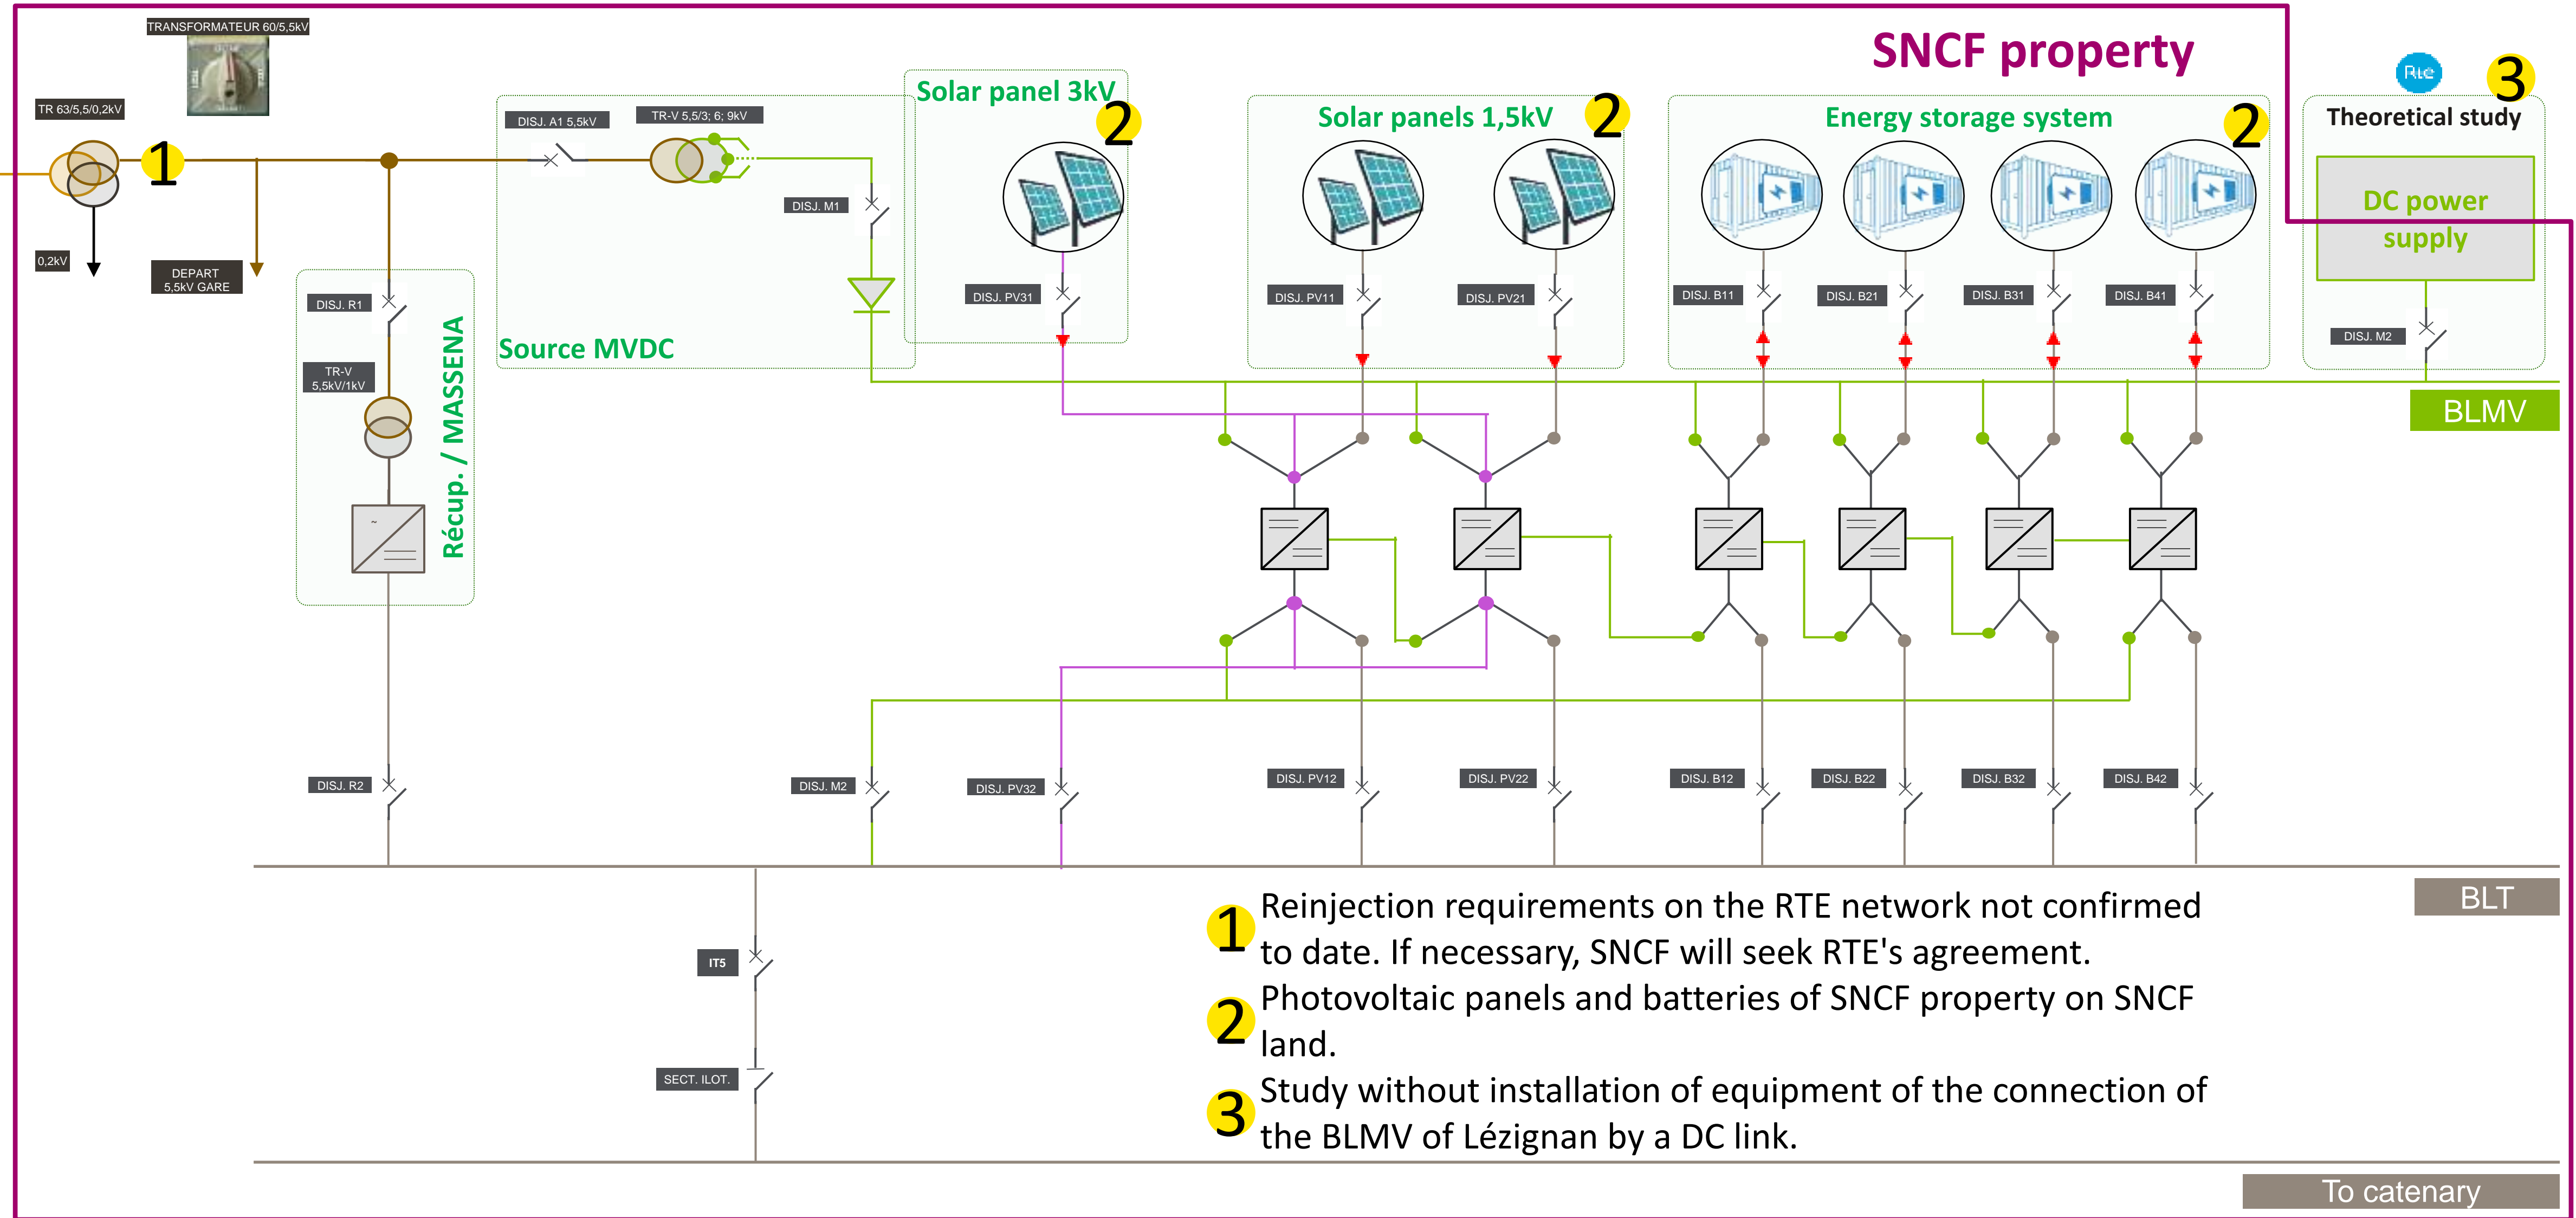 TRANSFORMATEUR 60/5,5kV
SNCF property
Rte
3
TR 63/5,5/0,2kV
1
DISJ. A1 5,5kV
TR-V 5,5/3; 6; 9kV
Solar panel 3kV
2
Solar panels 1,5kV
2
Energy storage system
2
Theoretical study
DC power
supply
DISJ. M1
0,2kV
DEPART
5,5kV GARE
DISJ. R1
DISJ. PV31
DISJ. PV11
DISJ. PV21
DISJ. B11
DISJ. B21
DISJ. B31
DISJ. B41
DISJ. M2
Source MVDC
TR-V
5,5kV/1kV
Récup. / MASSENA
~
BLMV
DISJ. R2
DISJ. M2
DISJ. PV32
DISJ. PV12
DISJ. PV22
DISJ. B12
DISJ. B22
DISJ. B32
DISJ. B42
BLT
IT5
SECT. ILOT.
1 Reinjection requirements on the RTE network not confirmed
to date. If necessary, SNCF will seek RTE's agreement.
2 Photovoltaic panels and batteries of SNCF property on SNCF
land.
3 Study without installation of equipment of the connection of
the BLMV of Lézignan by a DC link.
To catenary